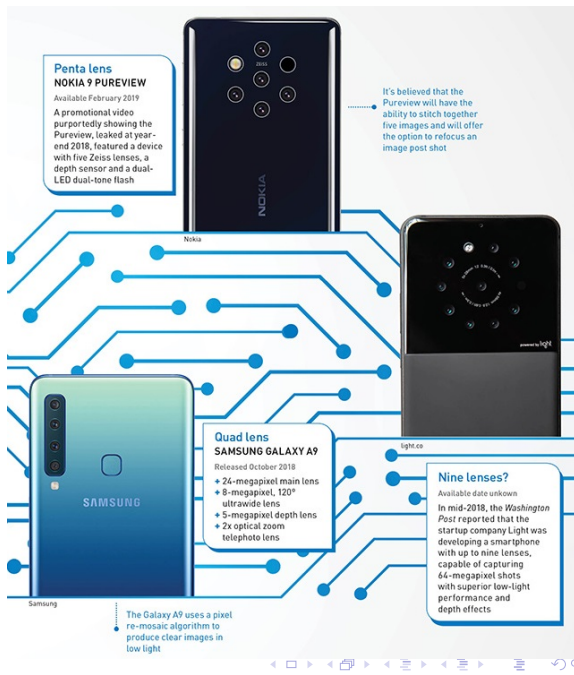 Penta lens
NOKIA 9 PUREVIEW
Available February 2019
A promotional video
purportedly showing the
Pureview, leaked at year-
end 2018, featured a device
with five Zeiss lenses, a
depth sensor and a dual-
LED dual-tone flash
ZEISS
NOKIA
It's believed that the
Pureview will have the
ability to stitch together
five images and will offer
the option to refocus an
image post shot
Nokia
powered by light
light.co
SAMSUNG
Samsung
Quad lens
SAMSUNG GALAXY A9
Released October 2018
+ 24-megapixel main lens
+ 8-megapixel, 120°
ultrawide lens
+ 5-megapixel depth lens
+ 2x optical zoom
telephoto lens
The Galaxy A9 uses a pixel
re-mosaic algorithm to
produce clear images in
low light
Nine lenses?
Available date unkown
In mid-2018, the Washington
Post reported that the
startup company Light was
developing a smartphone
with up to nine lenses,
capable of capturing
64-megapixel shots
with superior low-light
performance and
depth effects